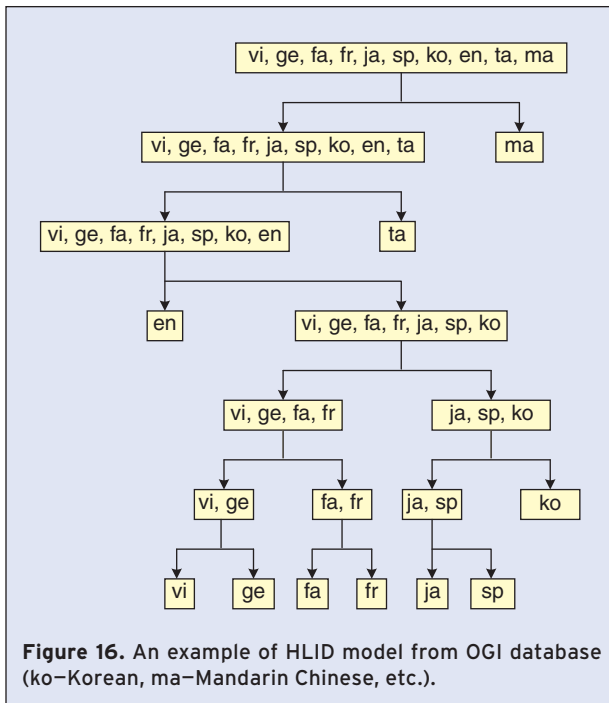 vi, ge, fa, fr, ja, sp, ko, en, ta, ma
vi, ge, fa, fr, ja, sp, ko, en, ta
ma
vi, ge, fa, fr, ja, sp, ko, en
ta
en
vi, ge, fa, fr, ja, sp, ko
vi, ge, fa, fr
ja, sp, ko
vi, ge
fa, fr
ja, sp
ko
vi
ge
fa
fr
ja
sp
Figure 16. An example of HLID model from OGI database
(ko–Korean, ma–Mandarin Chinese, etc.).